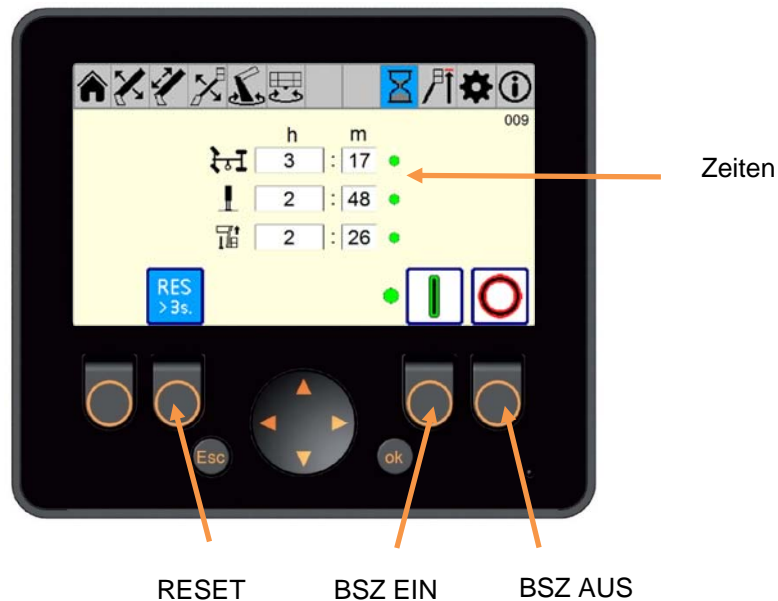 009
h m
3 : 17
Zeiten
2 : 48
2 : 26
RES
>3s.
Esc
ok
RESET BSZ EIN BSZ AUS